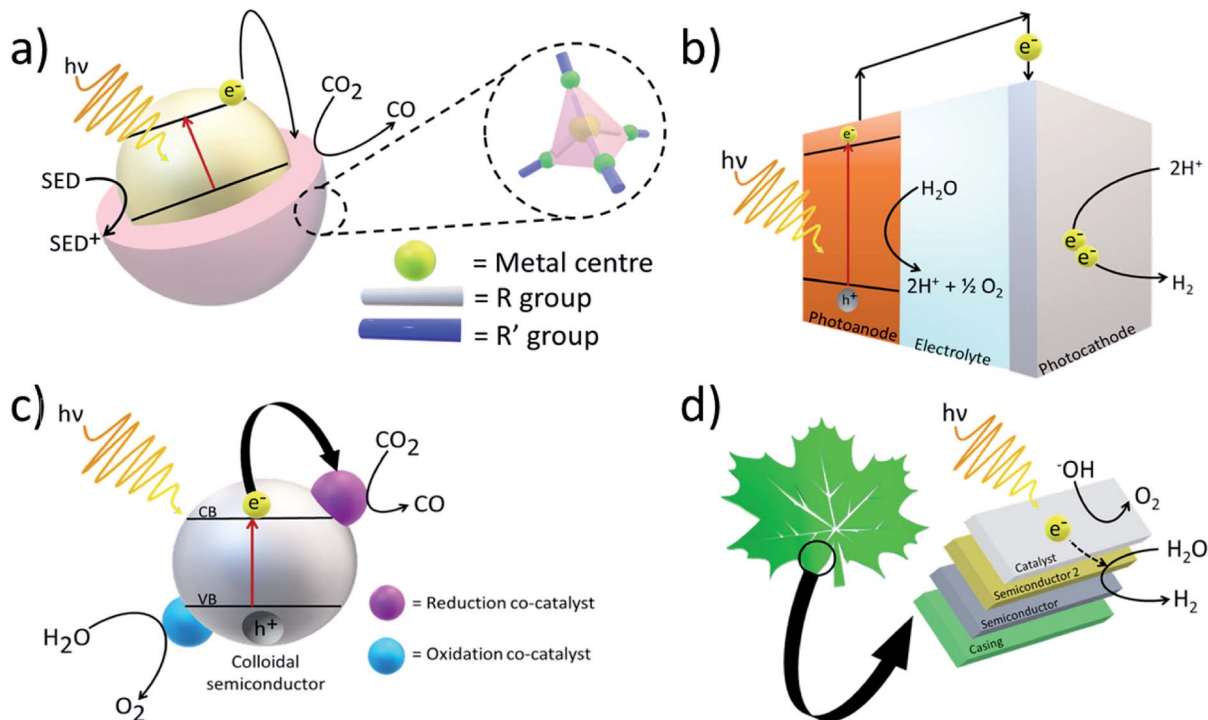 a)
hν
e⁻
CO₂
CO
SED
SED⁺
= Metal centre
= R group
= R' group
b)
e⁻
hν
e⁻
H₂O
2H⁺ + ½ O₂
h⁺
2H⁺
e⁻
e⁻
H₂
Photoanode
Electrolyte
Photocathode
c)
hν
e⁻
CO₂
CO
CB
VB
h⁺
H₂O
O₂
Colloidal
semiconductor
= Reduction co-catalyst
= Oxidation co-catalyst
d)
hν
⁻OH
O₂
e⁻
H₂O
H₂
Catalyst
Semiconductor 2
Semiconductor
Casing